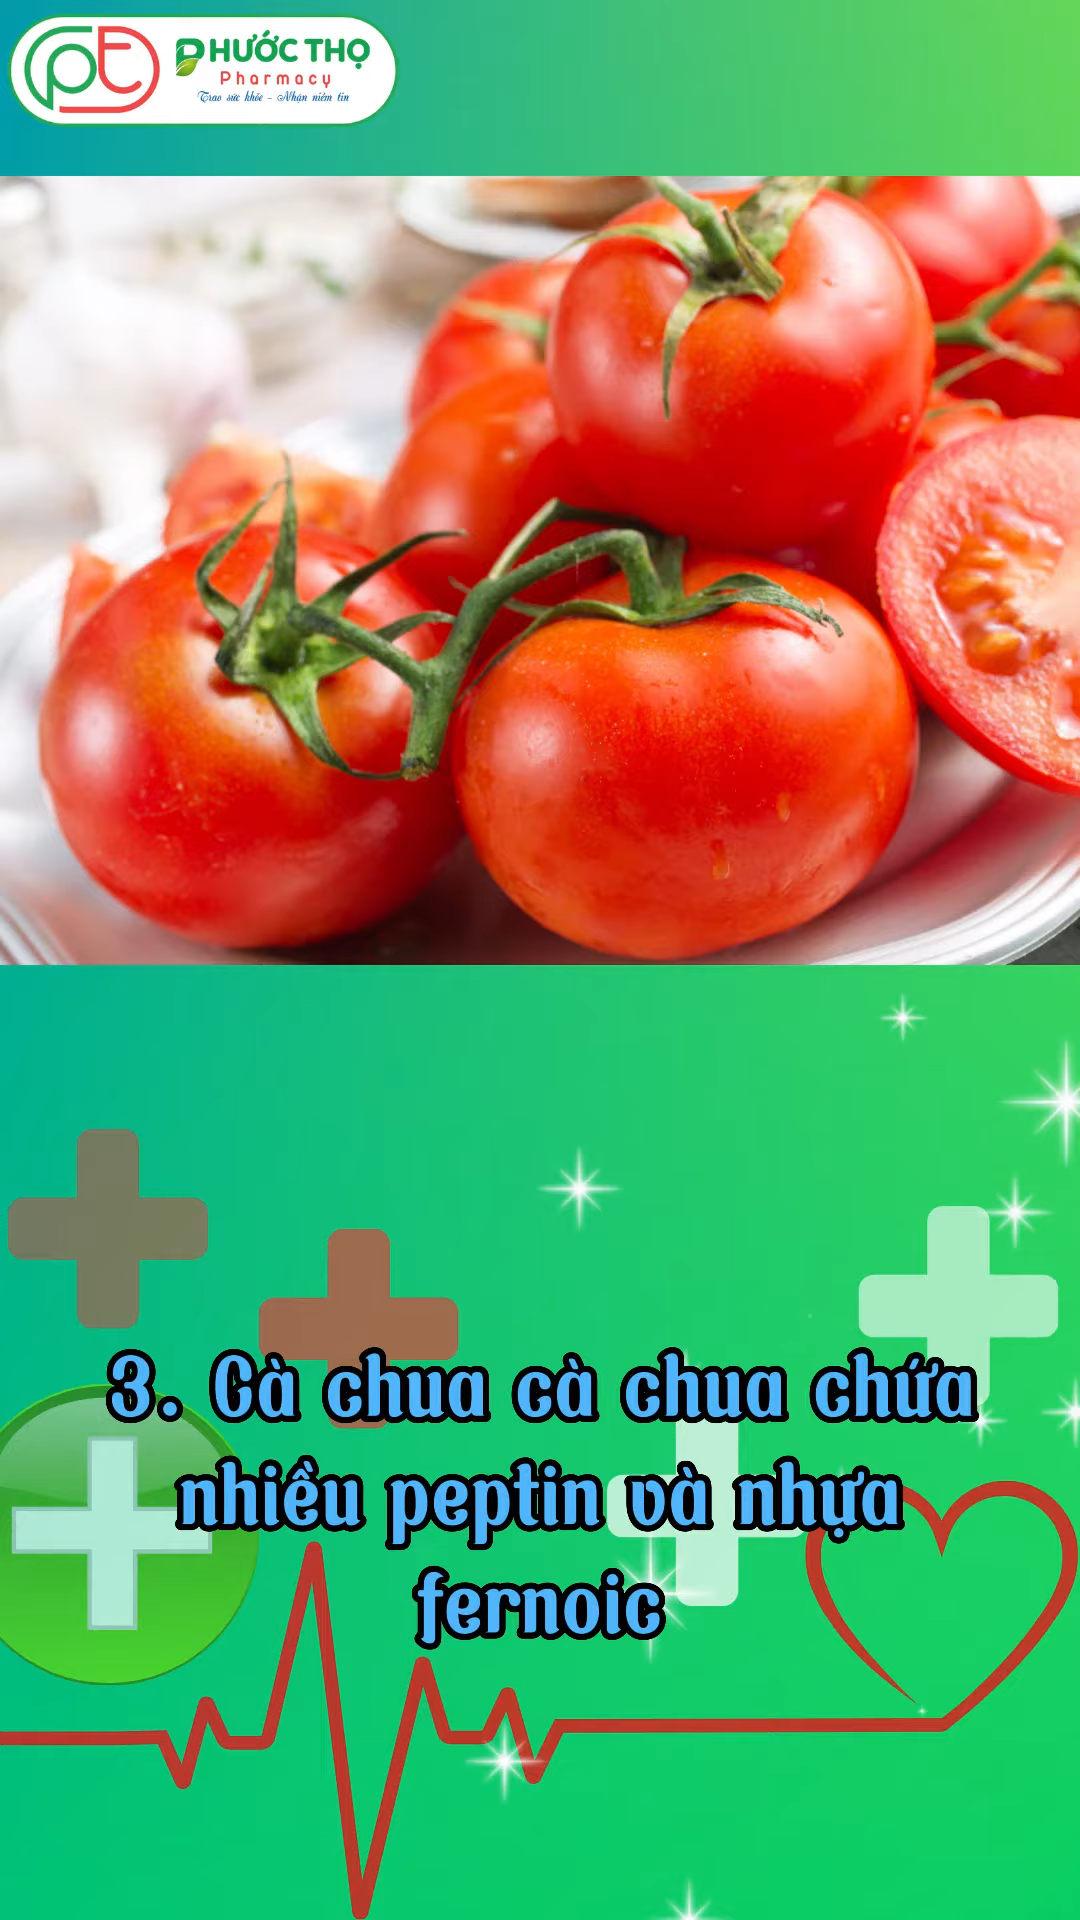 pt
PHƯỚC THỌ
Pharmacy
Trao sức khỏe - Nhận niềm tin
3. Cà chua cà chua chứa
nhiều peptin và nhựa
fernoic